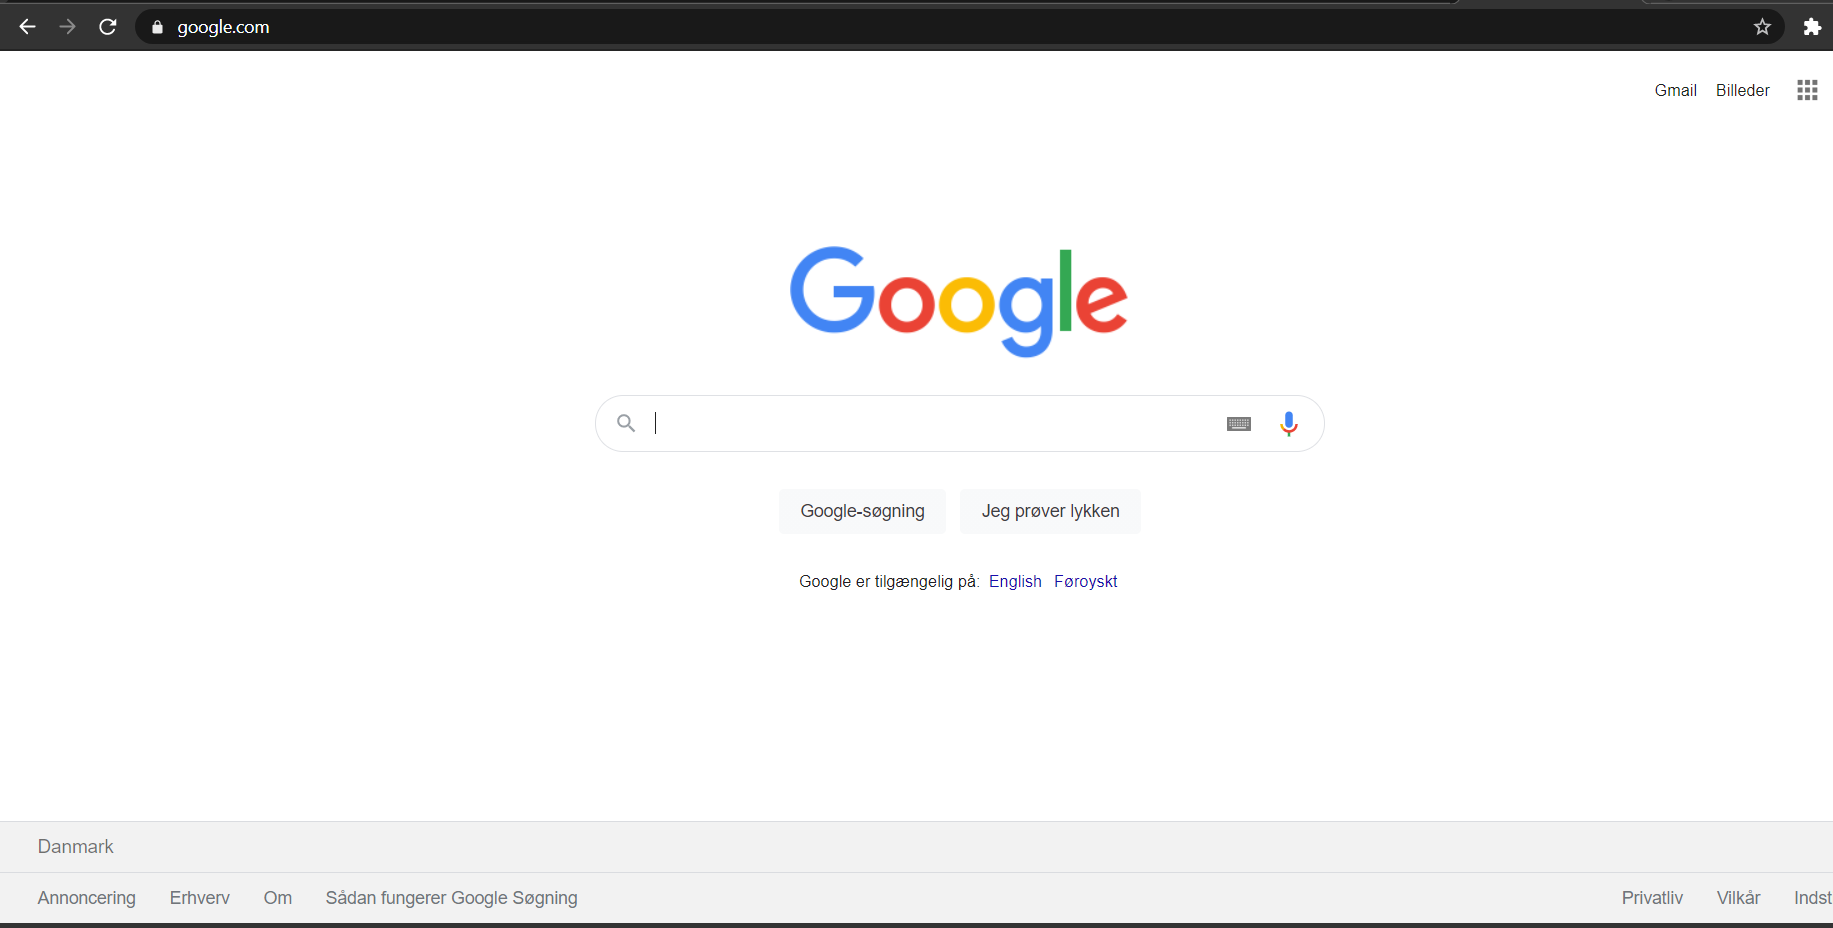 google.com
Gmail Billeder
Google
Google-søgning Jeg prøver lykken
Google er tilgængelig på: English Føroyskt
Danmark
Annoncering Erhverv Om Sådan fungerer Google Søgning Privatliv Vilkår Indst